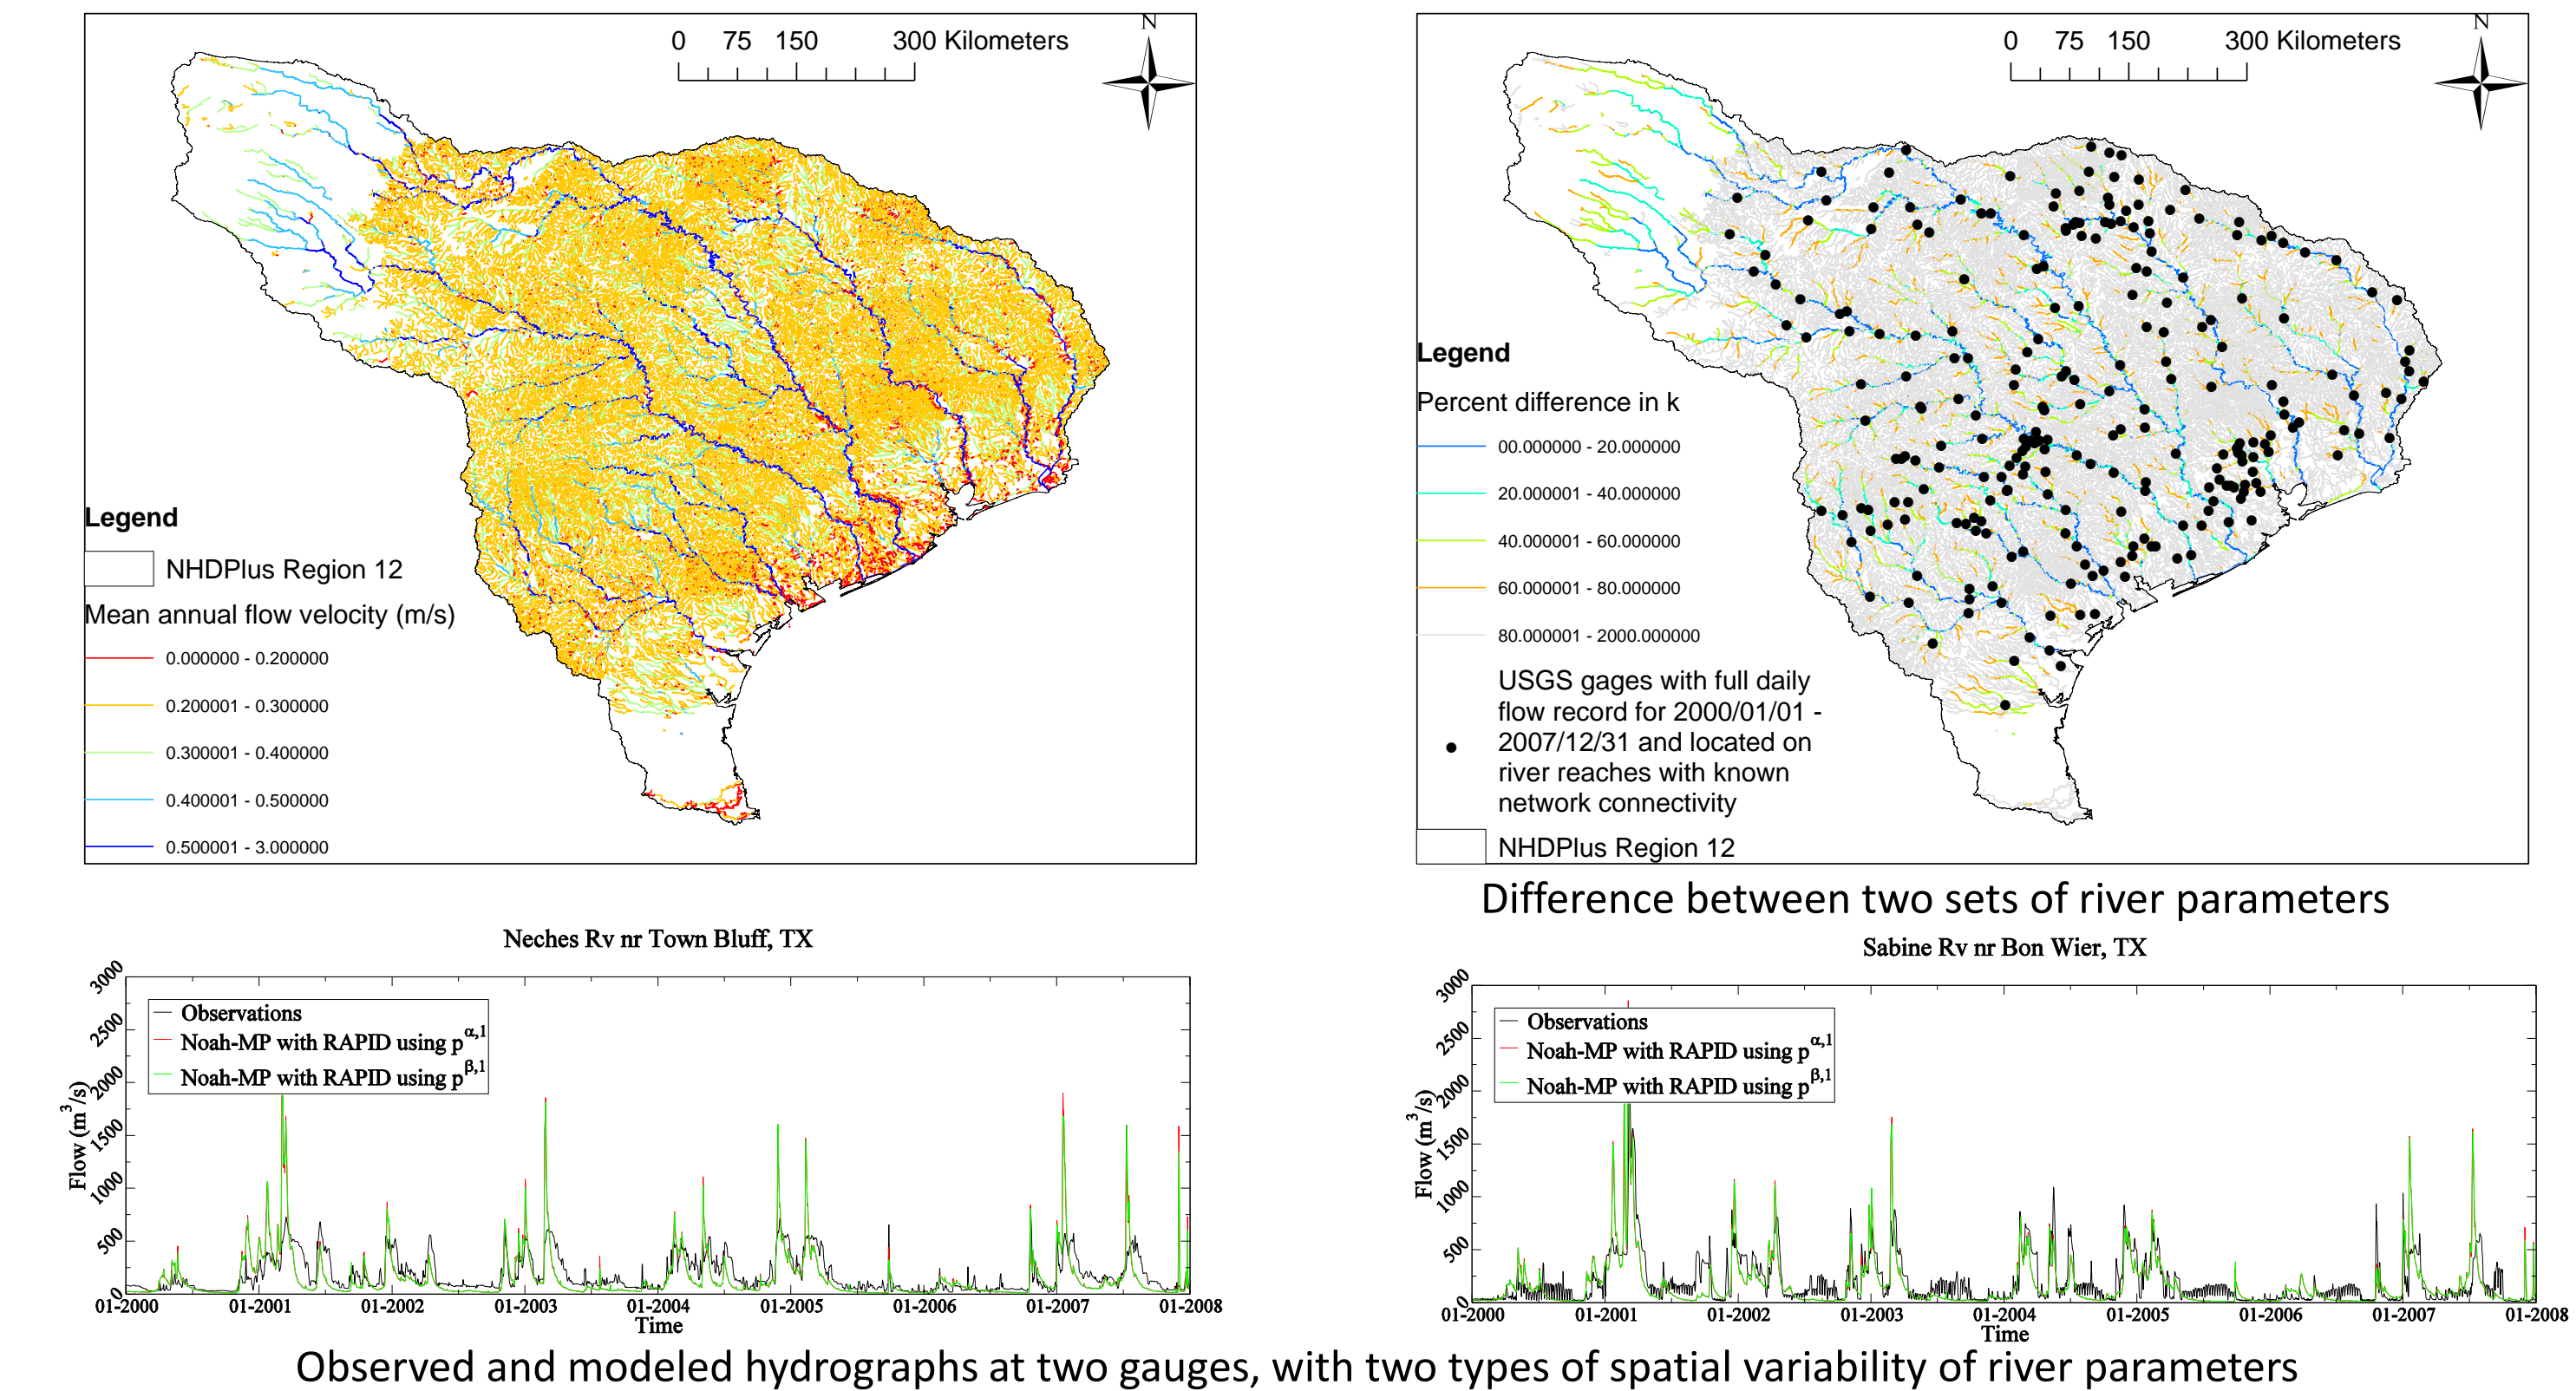 N
0 75 150 300 Kilometers
Legend
NHDPlus Region 12
Mean annual flow velocity (m/s)
0.000000 - 0.200000
0.200001 - 0.300000
0.300001 - 0.400000
0.400001 - 0.500000
0.500001 - 3.000000
N
0 75 150 300 Kilometers
Legend
Percent difference in k
00.000000 - 20.000000
20.000001 - 40.000000
40.000001 - 60.000000
60.000001 - 80.000000
80.000001 - 2000.000000
USGS gages with full daily
flow record for 2000/01/01 -
2007/12/31 and located on
river reaches with known
network connectivity
NHDPlus Region 12
Difference between two sets of river parameters
Neches Rv nr Town Bluff, TX
3000
2500
2000
1500
1000
500
0
Flow (m³/s)
Observations
Noah-MP with RAPID using p^α,1
Noah-MP with RAPID using p^β,1
01-2000 01-2001 01-2002 01-2003 01-2004 01-2005 01-2006 01-2007 01-2008
Time
Sabine Rv nr Bon Wier, TX
3000
2500
2000
1500
1000
500
0
Flow (m³/s)
Observations
Noah-MP with RAPID using p^α,1
Noah-MP with RAPID using p^β,1
01-2000 01-2001 01-2002 01-2003 01-2004 01-2005 01-2006 01-2007 01-2008
Time
Observed and modeled hydrographs at two gauges, with two types of spatial variability of river parameters